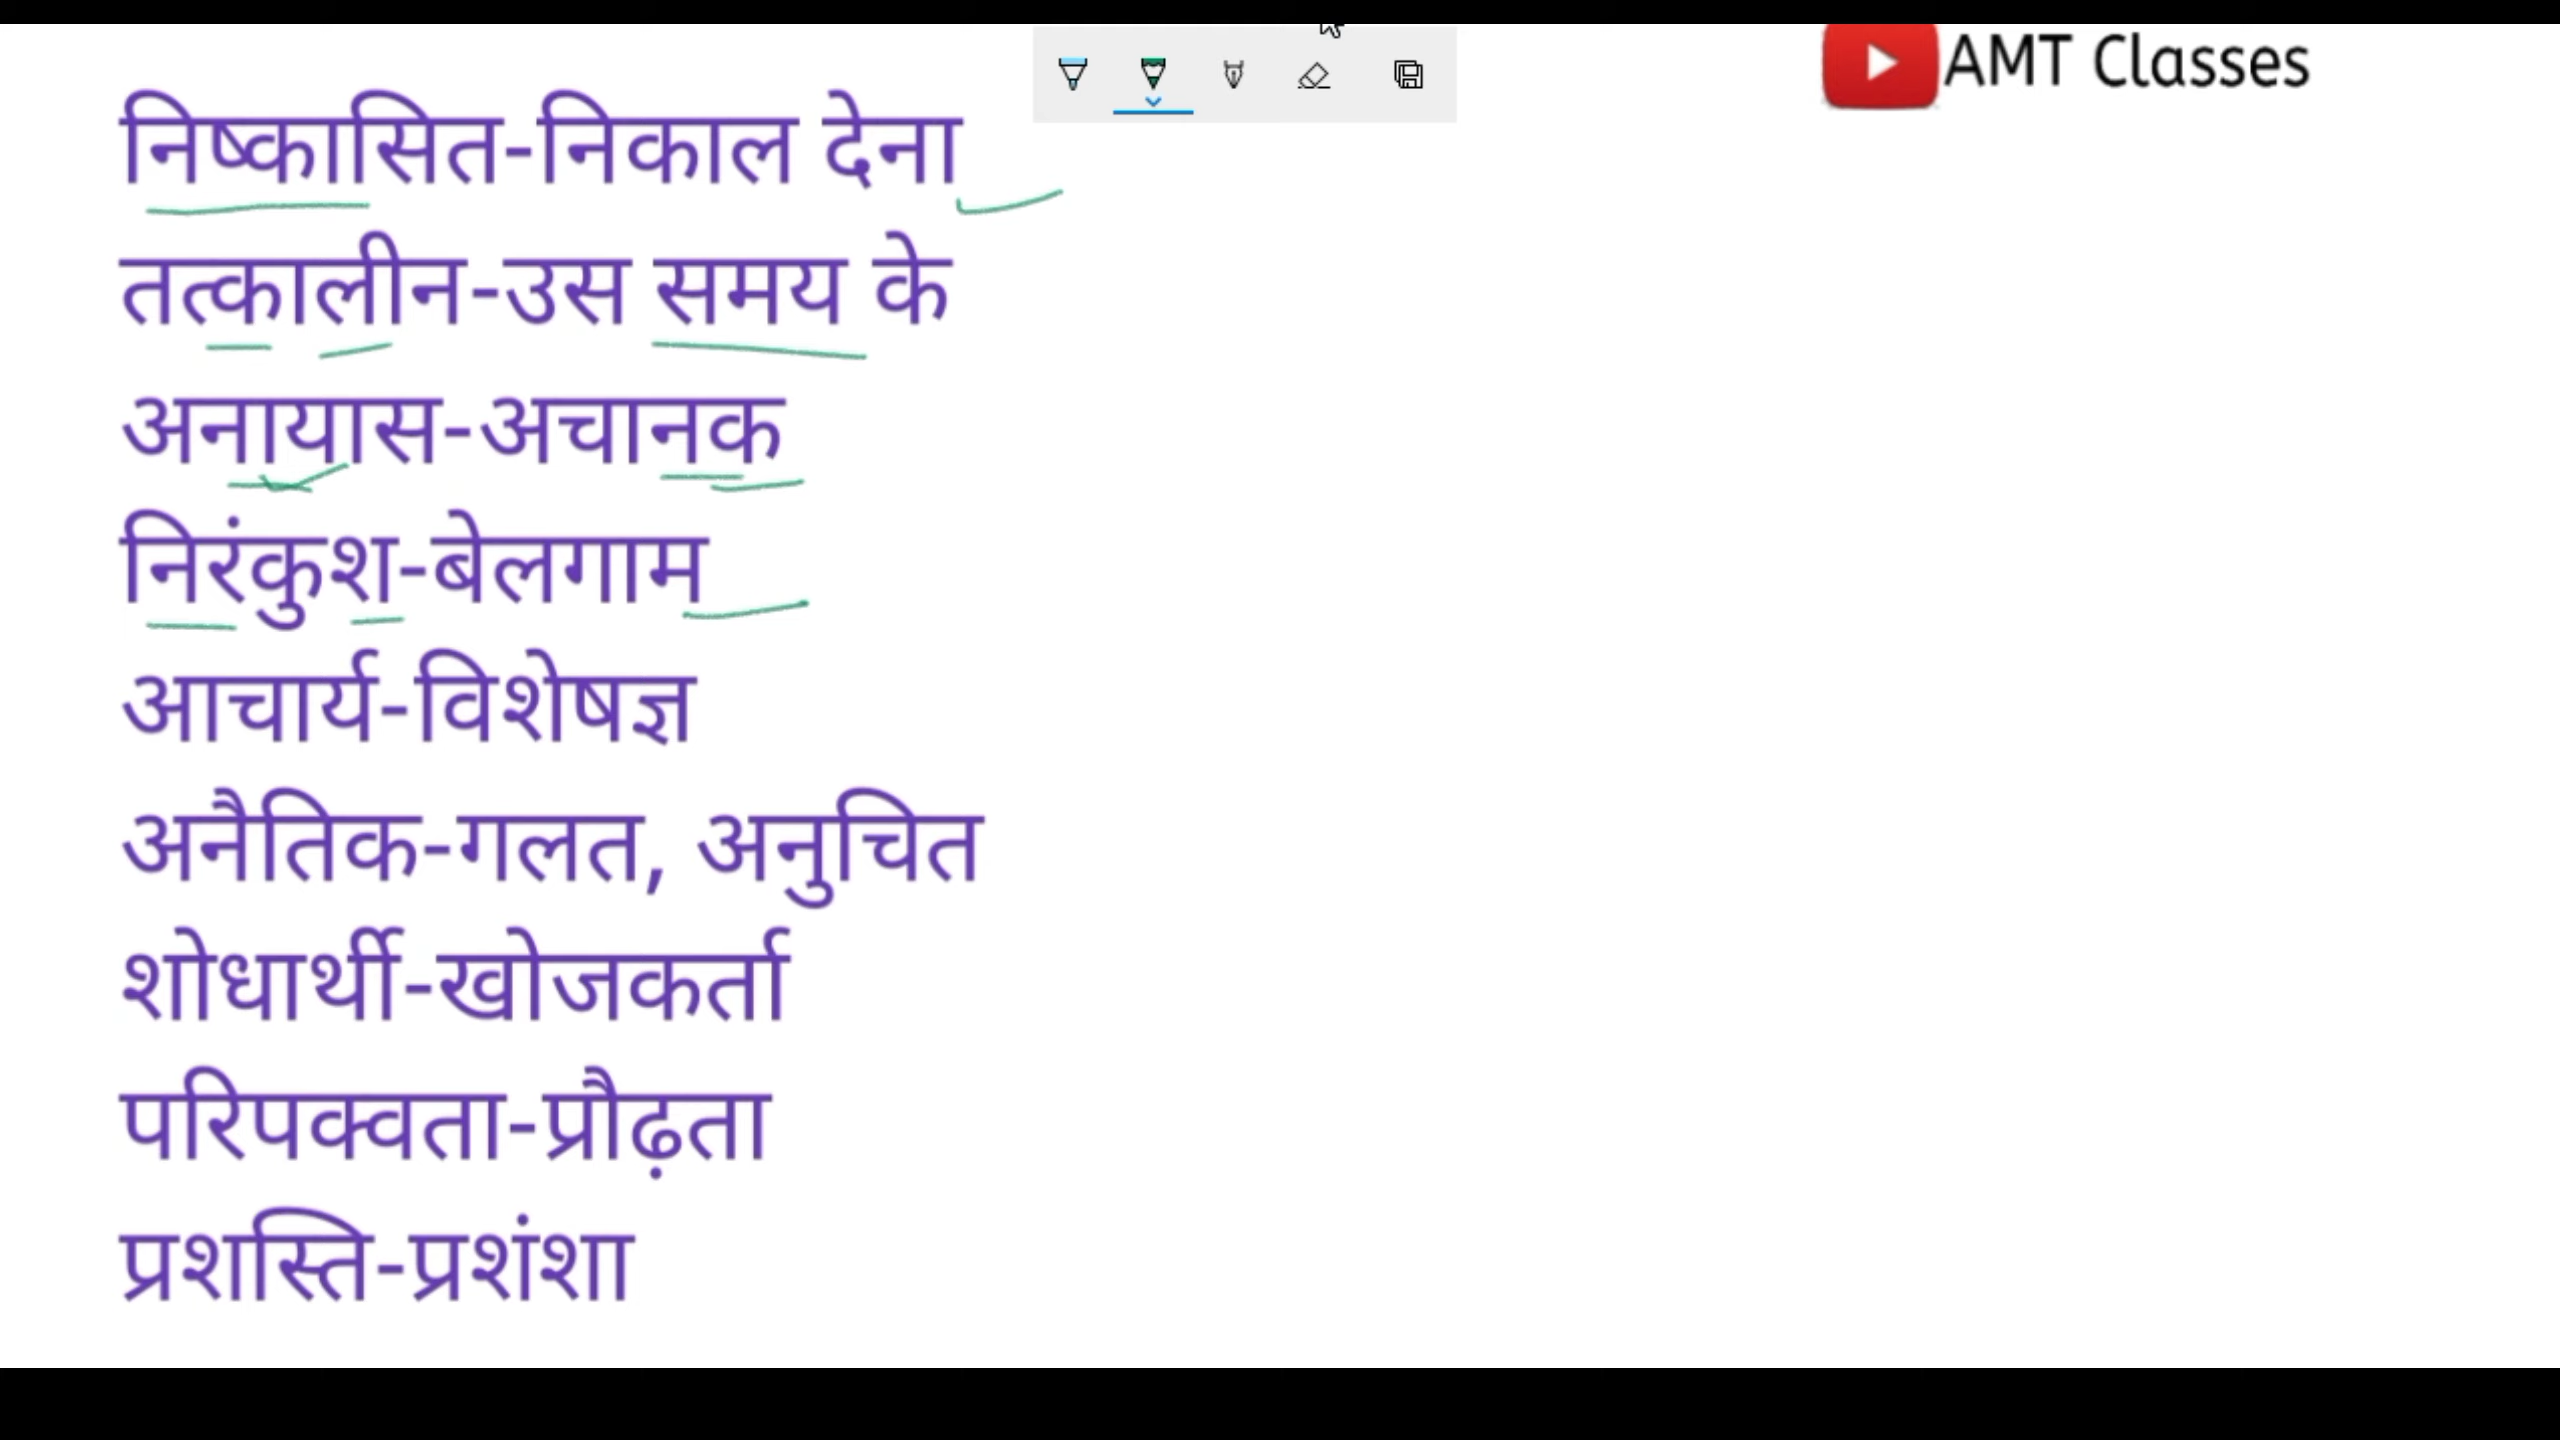 AMT Classes
निष्कासित-निकाल देना
तत्कालीन-उस समय के
अनायास-अचानक
निरंकुश-बेलगाम
आचार्य-विशेषज्ञ
अनैतिक-गलत, अनुचित
शोधार्थी-खोजकर्ता
परिपक्वता-प्रौढ़ता
प्रशस्ति-प्रशंशा